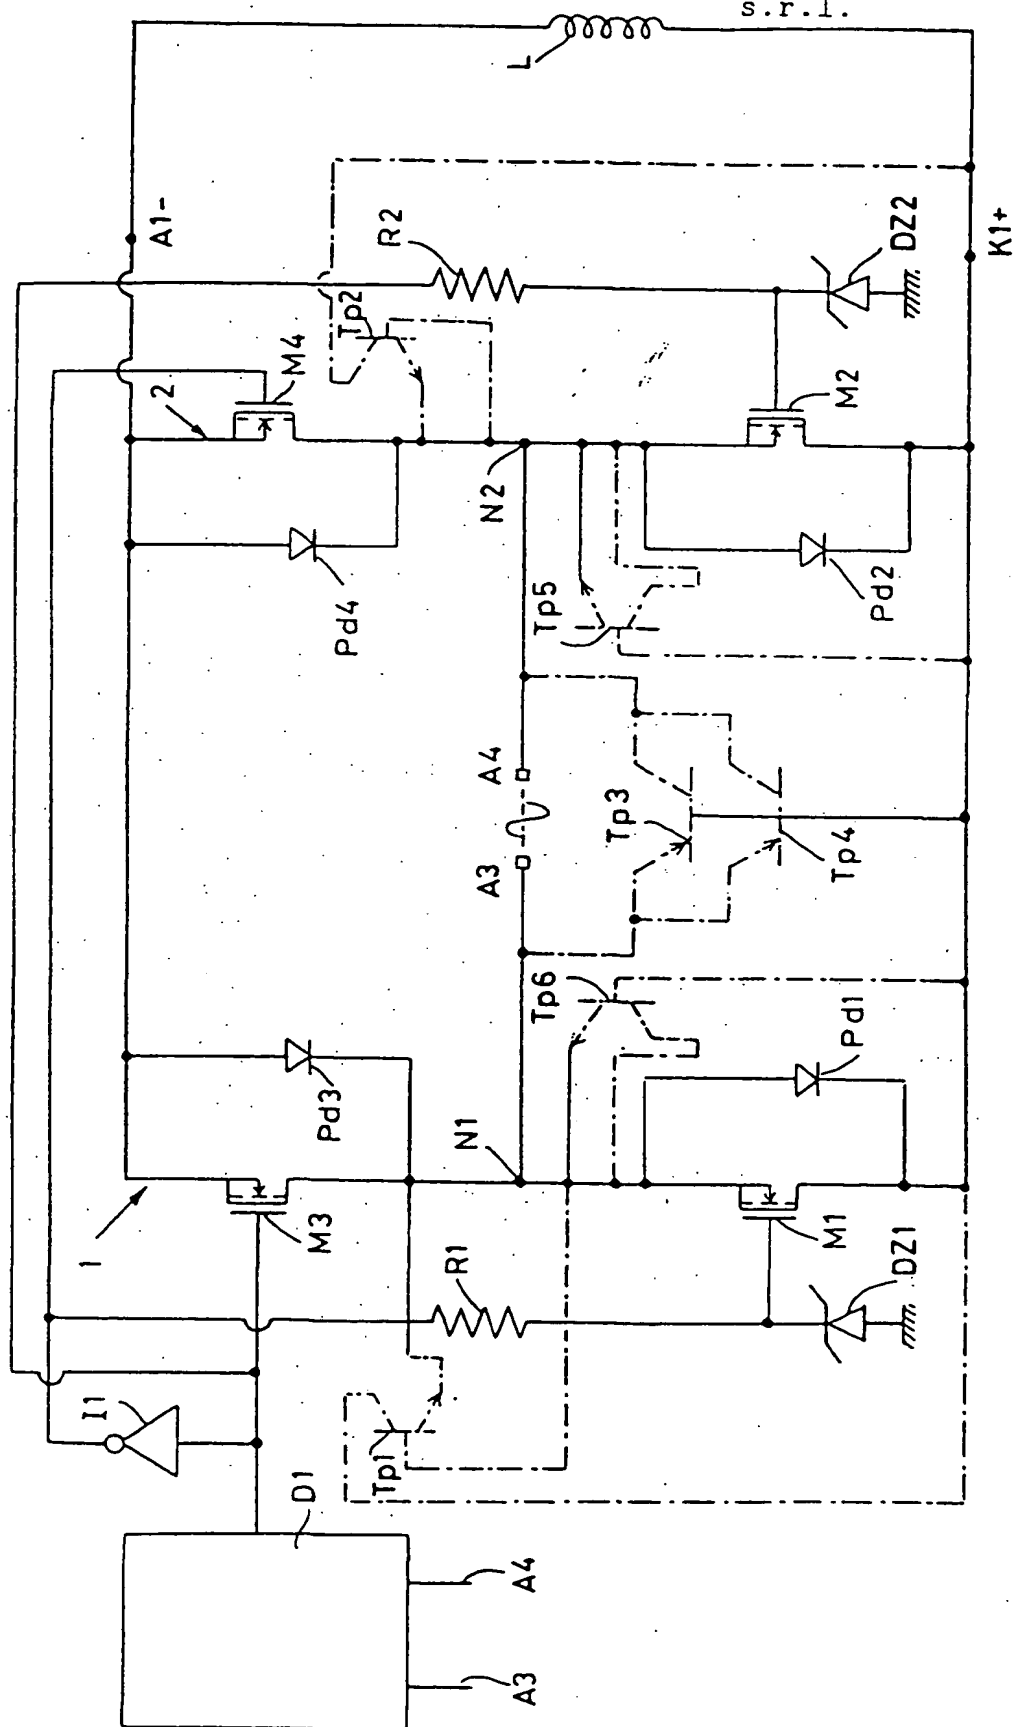 s.r.l.
L
A1-
K1+
R2
DZ2
Tp2
M4
2
M2
N2
Pd4
Pd2
Tp5
A4
A3
Tp3
Tp4
Tp6
Pd1
Pd3
N1
1
M3
M1
R1
DZ1
I1
Tp1
D1
A4
A3